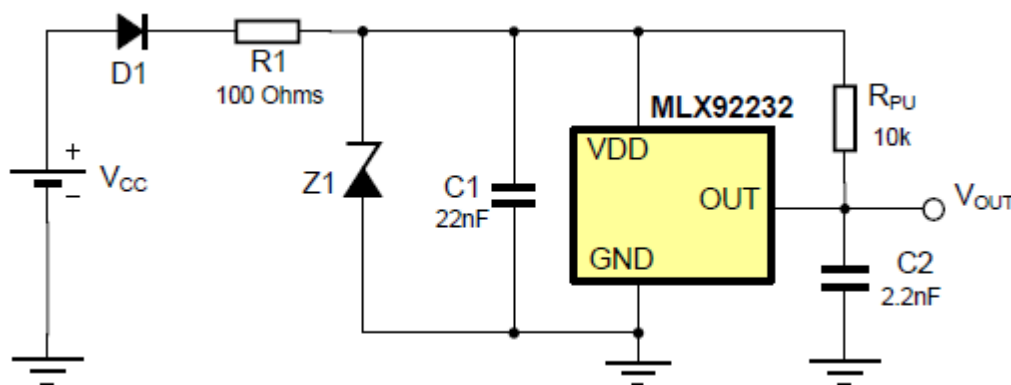 D1
R1
100 Ohms
+
−
VCC
Z1
C1
22nF
MLX92232
VDD
OUT
GND
RPU
10k
VOUT
C2
2.2nF